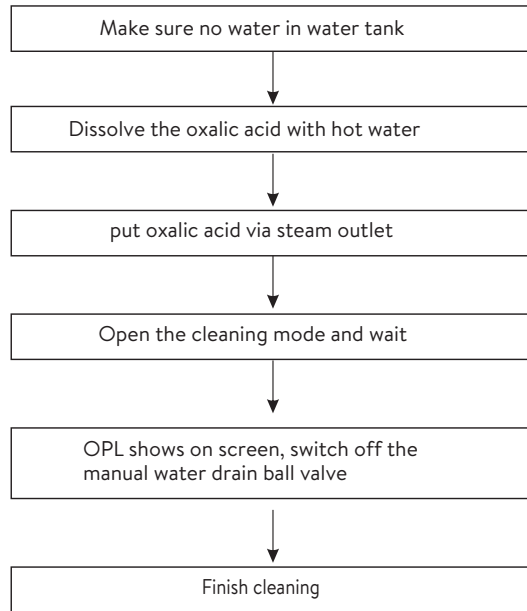 Make sure no water in water tank
Dissolve the oxalic acid with hot water
put oxalic acid via steam outlet
Open the cleaning mode and wait
OPL shows on screen, switch off the
manual water drain ball valve
Finish cleaning